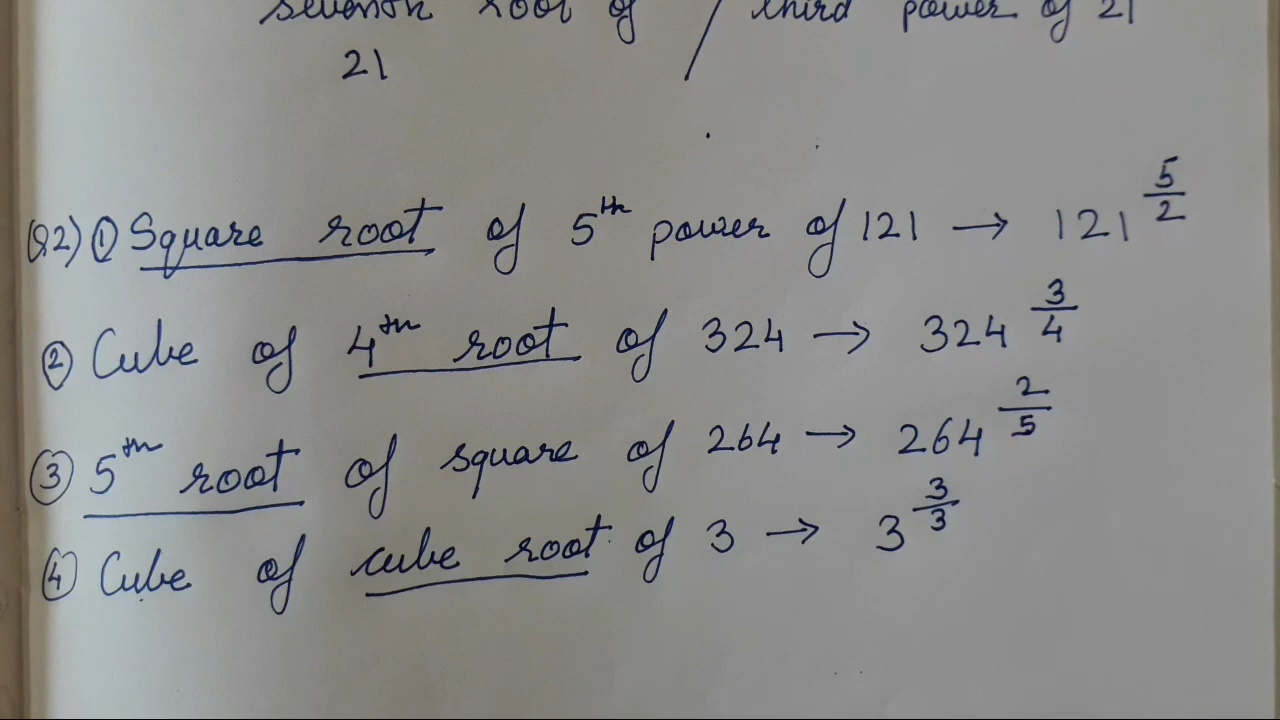 seventh root of / third power of 21
21
Q2) ① Square root of 5th power of 121 → 121^(5/2)
② Cube of 4th root of 324 → 324^(3/4)
③ 5th root of square of 264 → 264^(2/5)
④ Cube of cube root of 3 → 3^(3/3)